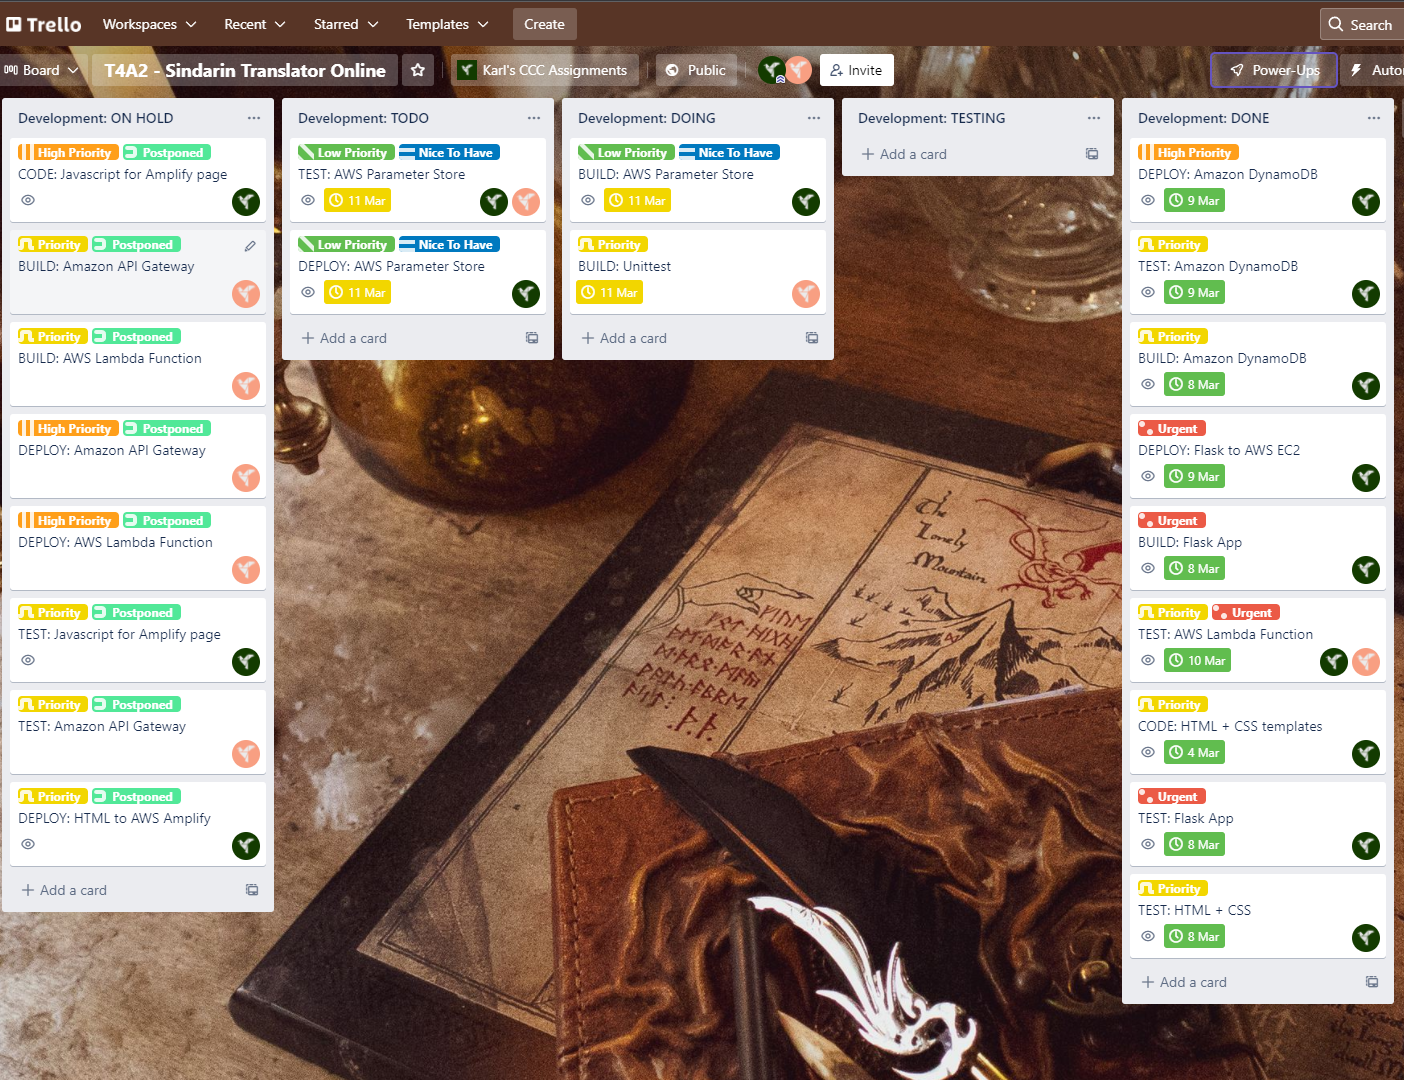 Trello Workspaces Recent Starred Templates Create Search
Board T4A2 - Sindarin Translator Online Karl's CCC Assignments Public Invite Power-Ups Auto
Development: ON HOLD
High Priority Postponed
CODE: Javascript for Amplify page
Priority Postponed
BUILD: Amazon API Gateway
Priority Postponed
BUILD: AWS Lambda Function
High Priority Postponed
DEPLOY: Amazon API Gateway
High Priority Postponed
DEPLOY: AWS Lambda Function
Priority Postponed
TEST: Javascript for Amplify page
Priority Postponed
TEST: Amazon API Gateway
Priority Postponed
DEPLOY: HTML to AWS Amplify
Add a card
Development: TODO
Low Priority Nice To Have
TEST: AWS Parameter Store
11 Mar
Low Priority Nice To Have
DEPLOY: AWS Parameter Store
11 Mar
Add a card
Development: DOING
Low Priority Nice To Have
BUILD: AWS Parameter Store
11 Mar
Priority
BUILD: Unittest
11 Mar
Add a card
Development: TESTING
Add a card
Development: DONE
High Priority
DEPLOY: Amazon DynamoDB
9 Mar
Priority
TEST: Amazon DynamoDB
9 Mar
Priority
BUILD: Amazon DynamoDB
8 Mar
Urgent
DEPLOY: Flask to AWS EC2
9 Mar
Urgent
BUILD: Flask App
8 Mar
Priority Urgent
TEST: AWS Lambda Function
10 Mar
Priority
CODE: HTML + CSS templates
4 Mar
Urgent
TEST: Flask App
8 Mar
Priority
TEST: HTML + CSS
8 Mar
Add a card
The
Lonely
Mountain